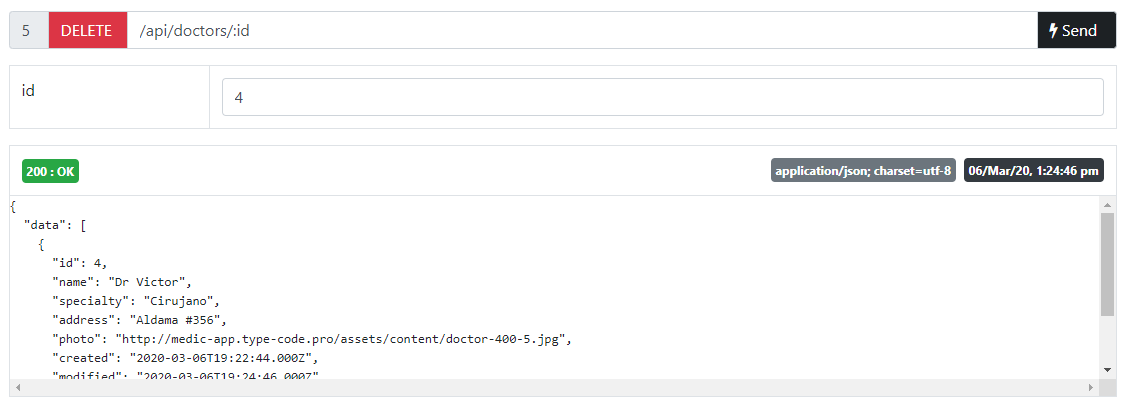 5 DELETE /api/doctors/:id Send
id 4
200 : OK application/json; charset=utf-8 06/Mar/20, 1:24:46 pm
{
"data": [
{
"id": 4,
"name": "Dr Victor",
"specialty": "Cirujano",
"address": "Aldama #356",
"photo": "http://medic-app.type-code.pro/assets/content/doctor-400-5.jpg",
"created": "2020-03-06T19:22:44.000Z",
"modified": "2020-03-06T19:24:46.000Z"